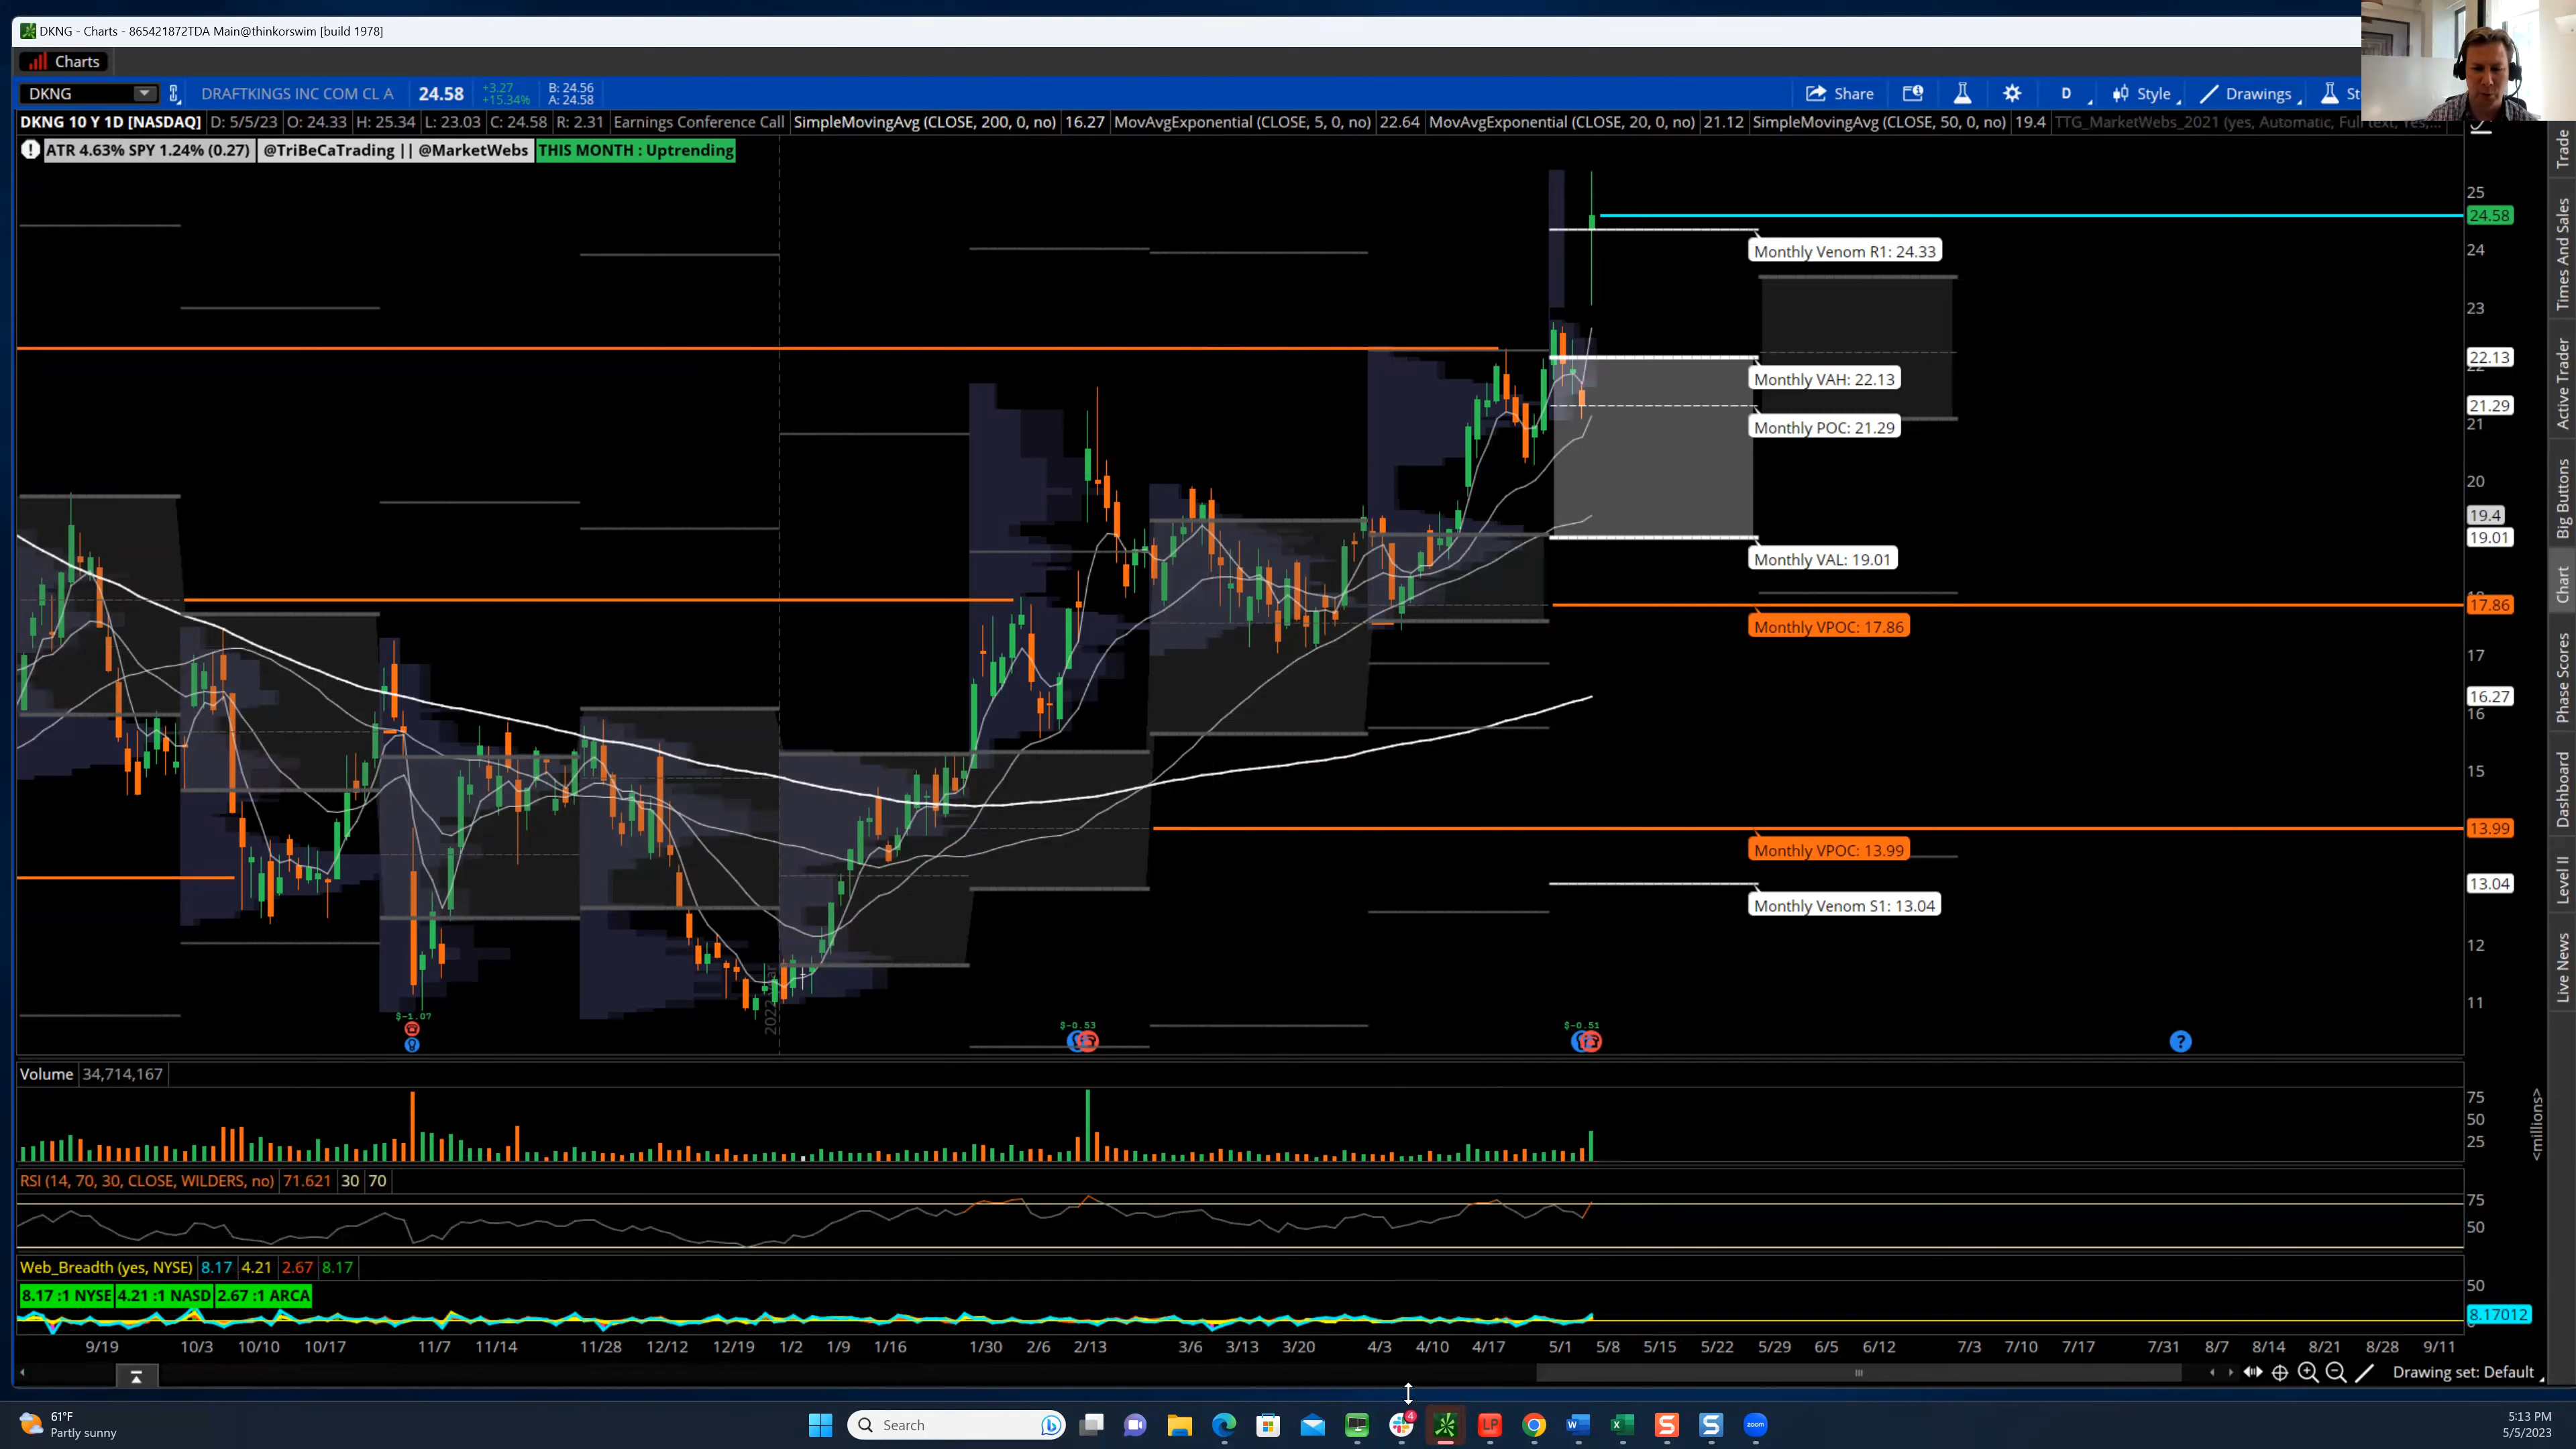 DKNG - Charts - 865421872TDA Main@thinkorswim [build 1978]
Charts
DKNG DRAFTKINGS INC COM CL A 24.58 +3.27 +15.34% B: 24.56 A: 24.58 Share D Style Drawings
DKNG 10 Y 1D [NASDAQ] D: 5/5/23 O: 24.33 H: 25.34 L: 23.03 C: 24.58 R: 2.31 Earnings Conference Call SimpleMovingAvg (CLOSE, 200, 0, no) 16.27 MovAvgExponential (CLOSE, 5, 0, no) 22.64 MovAvgExponential (CLOSE, 20, 0, no) 21.12 SimpleMovingAvg (CLOSE, 50, 0, no) 19.4 TTG_MarketWebs_2021 (yes, Automatic, Full text, Yes,...
ATR 4.63% SPY 1.24% (0.27) @TriBeCaTrading || @MarketWebs THIS MONTH : Uptrending
25
24.58
24
Monthly Venom R1: 24.33
23
22.13
Monthly VAH: 22.13
21.29
21
Monthly POC: 21.29
20
19.4
19.01
Monthly VAL: 19.01
17.86
Monthly VPOC: 17.86
17
16.27
16
15
13.99
Monthly VPOC: 13.99
13.04
Monthly Venom S1: 13.04
12
11
$-1.07
$-0.53
$-0.51
?
Trade
Times And Sales
Active Trader
Big Buttons
Chart
Phase Scores
Dashboard
Level II
Live News
Volume 34,714,167
75
50
25
<millions>
RSI (14, 70, 30, CLOSE, WILDERS, no) 71.621 30 70
75
50
Web_Breadth (yes, NYSE) 8.17 4.21 2.67 8.17
8.17 :1 NYSE 4.21 :1 NASD 2.67 :1 ARCA
50
8.17012
9/19 10/3 10/10 10/17 11/7 11/14 11/28 12/12 12/19 1/2 1/9 1/16 1/30 2/6 2/13 3/6 3/13 3/20 4/3 4/10 4/17 5/1 5/8 5/15 5/22 5/29 6/5 6/12 7/3 7/10 7/17 7/31 8/7 8/14 8/21 8/28 9/11
Drawing set: Default
61°F
Partly sunny
Search
4
LP
zoom
5:13 PM
5/5/2023